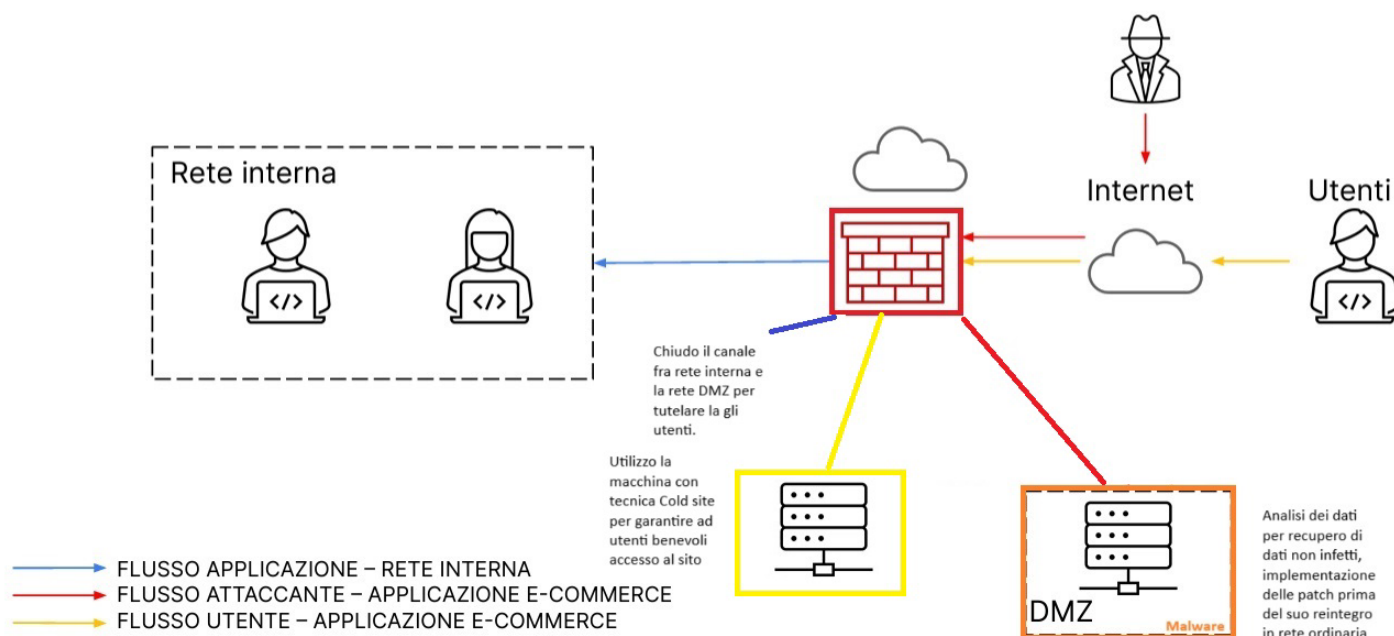 Rete interna
Internet
Utenti
Chiudo il canale
fra rete interna e
la rete DMZ per
tutelare la gli
utenti.
Utilizzo la
macchina con
tecnica Cold site
per garantire ad
utenti benevoli
accesso al sito
Analisi dei dati
per recupero di
dati non infetti,
implementazione
delle patch prima
del suo reintegro
in rete ordinaria
DMZ
Malware
FLUSSO APPLICAZIONE – RETE INTERNA
FLUSSO ATTACCANTE – APPLICAZIONE E-COMMERCE
FLUSSO UTENTE – APPLICAZIONE E-COMMERCE